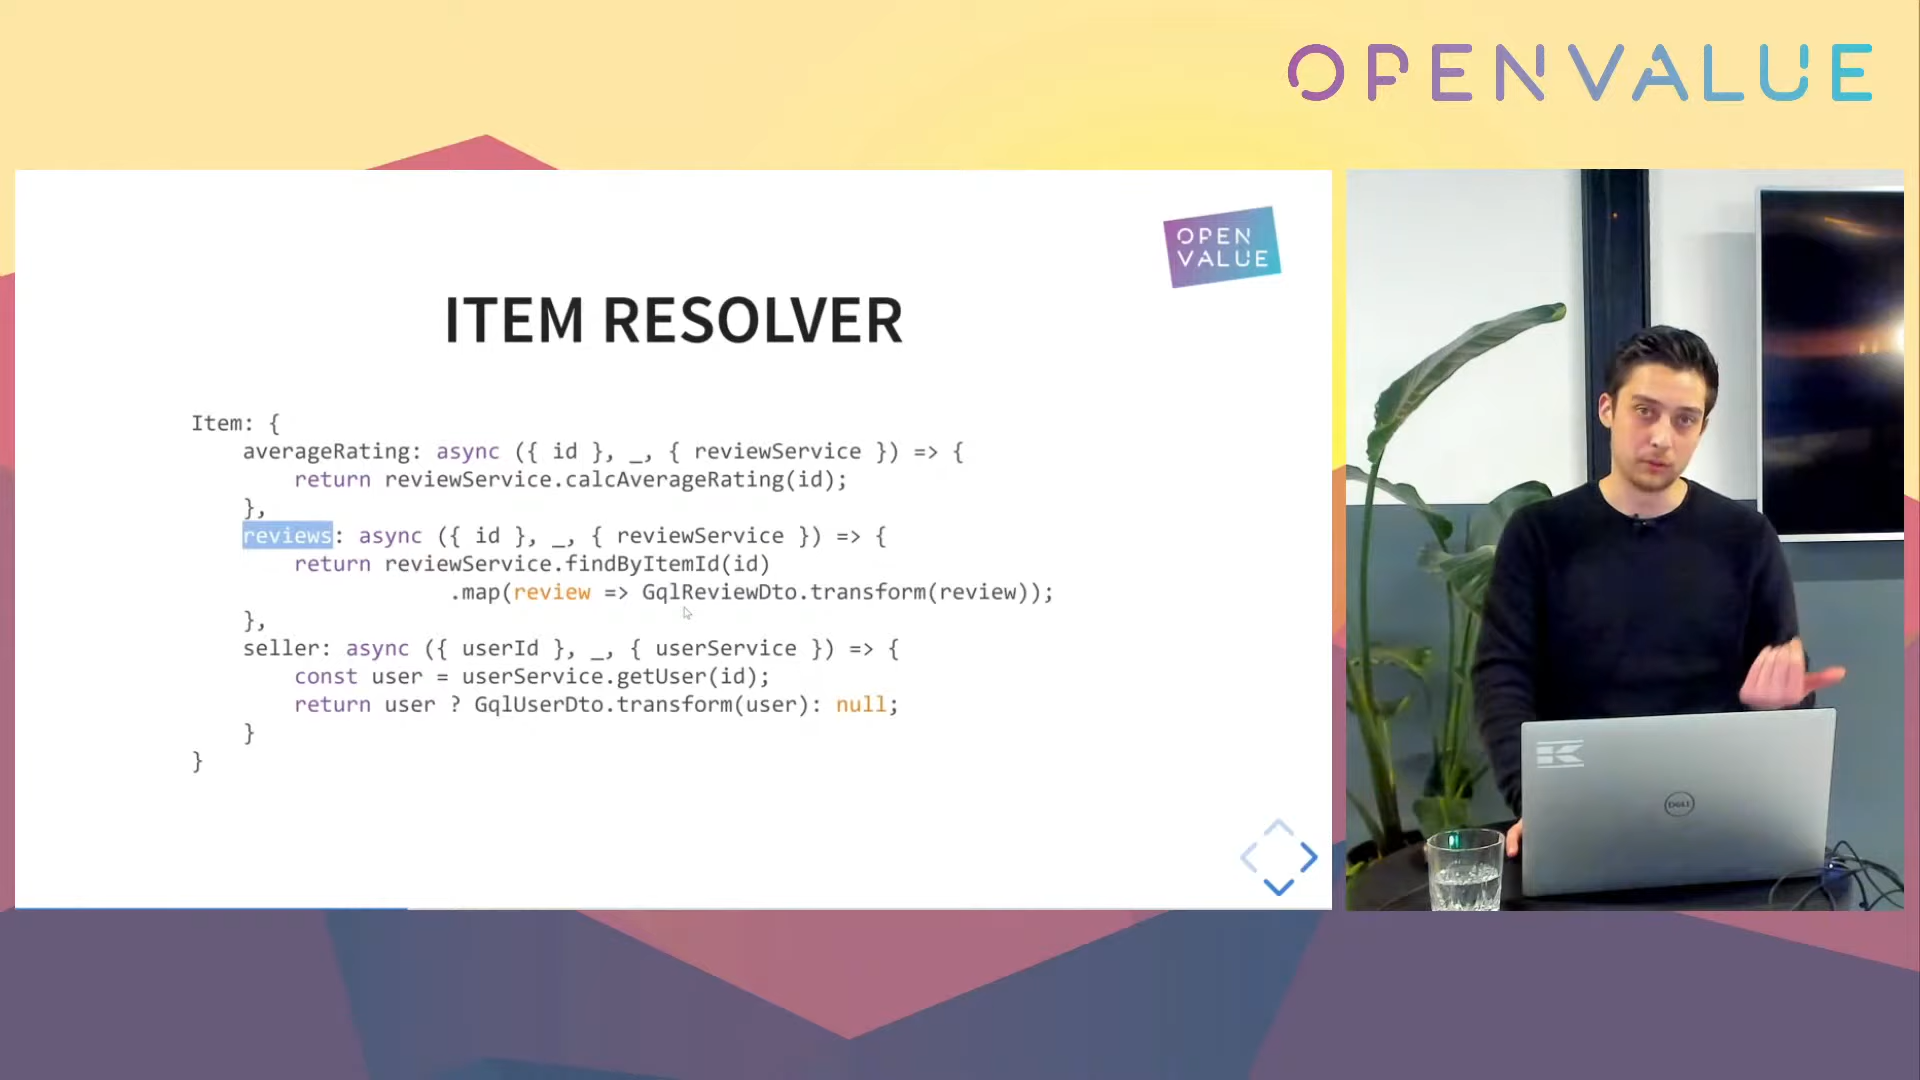 OPENVALUE
OPEN
VALUE
ITEM RESOLVER
Item: {
averageRating: async ({ id }, _, { reviewService }) => {
return reviewService.calcAverageRating(id);
},
reviews: async ({ id }, _, { reviewService }) => {
return reviewService.findByItemId(id)
.map(review => GqlReviewDto.transform(review));
},
seller: async ({ userId }, _, { userService }) => {
const user = userService.getUser(id);
return user ? GqlUserDto.transform(user): null;
}
}
DELL